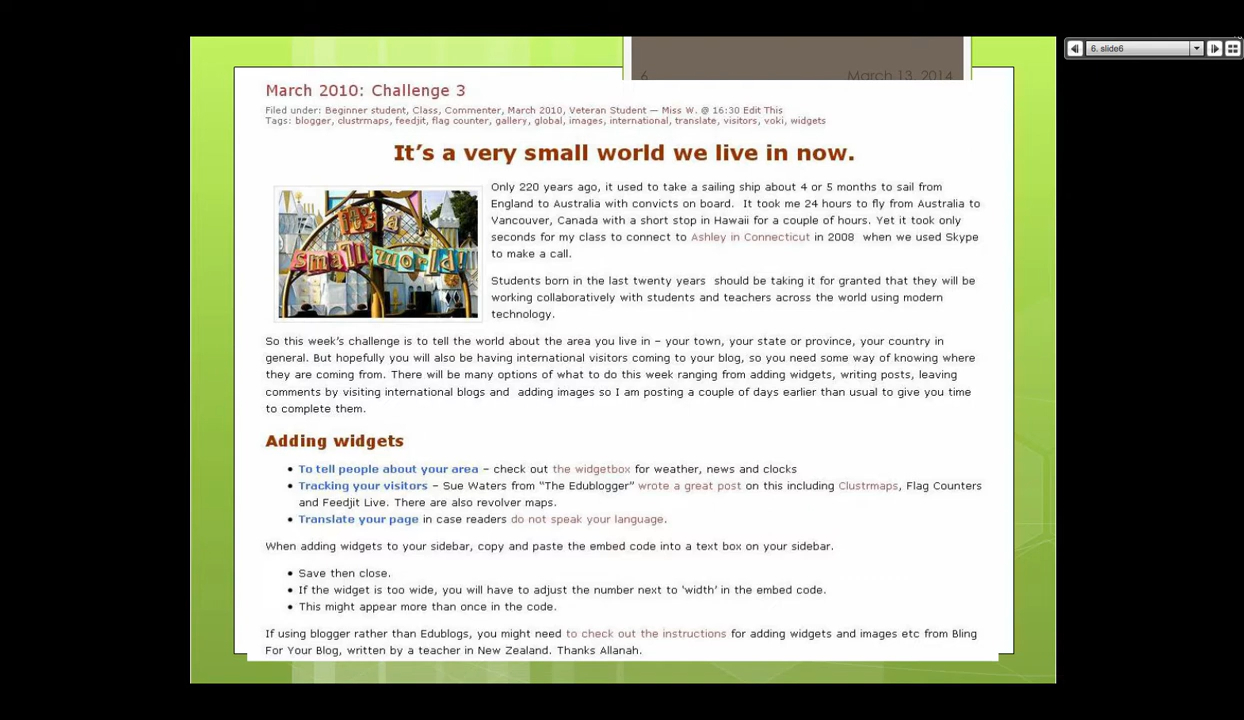 6. slide6
6
March 13, 2014
March 2010: Challenge 3
Filed under: Beginner student, Class, Commenter, March 2010, Veteran Student — Miss W. @ 16:30 Edit This
Tags: blogger, clustrmaps, feedjit, flag counter, gallery, global, images, international, translate, visitors, voki, widgets
It’s a very small world we live in now.
it's a
small world!
Only 220 years ago, it used to take a sailing ship about 4 or 5 months to sail from
England to Australia with convicts on board. It took me 24 hours to fly from Australia to
Vancouver, Canada with a short stop in Hawaii for a couple of hours. Yet it took only
seconds for my class to connect to Ashley in Connecticut in 2008 when we used Skype
to make a call.
Students born in the last twenty years should be taking it for granted that they will be
working collaboratively with students and teachers across the world using modern
technology.
So this week’s challenge is to tell the world about the area you live in – your town, your state or province, your country in
general. But hopefully you will also be having international visitors coming to your blog, so you need some way of knowing where
they are coming from. There will be many options of what to do this week ranging from adding widgets, writing posts, leaving
comments by visiting international blogs and adding images so I am posting a couple of days earlier than usual to give you time
to complete them.
Adding widgets
• To tell people about your area – check out the widgetbox for weather, news and clocks
• Tracking your visitors – Sue Waters from “The Edublogger” wrote a great post on this including Clustrmaps, Flag Counters
and Feedjit Live. There are also revolver maps.
• Translate your page in case readers do not speak your language.
When adding widgets to your sidebar, copy and paste the embed code into a text box on your sidebar.
• Save then close.
• If the widget is too wide, you will have to adjust the number next to ‘width’ in the embed code.
• This might appear more than once in the code.
If using blogger rather than Edublogs, you might need to check out the instructions for adding widgets and images etc from Bling
For Your Blog, written by a teacher in New Zealand. Thanks Allanah.